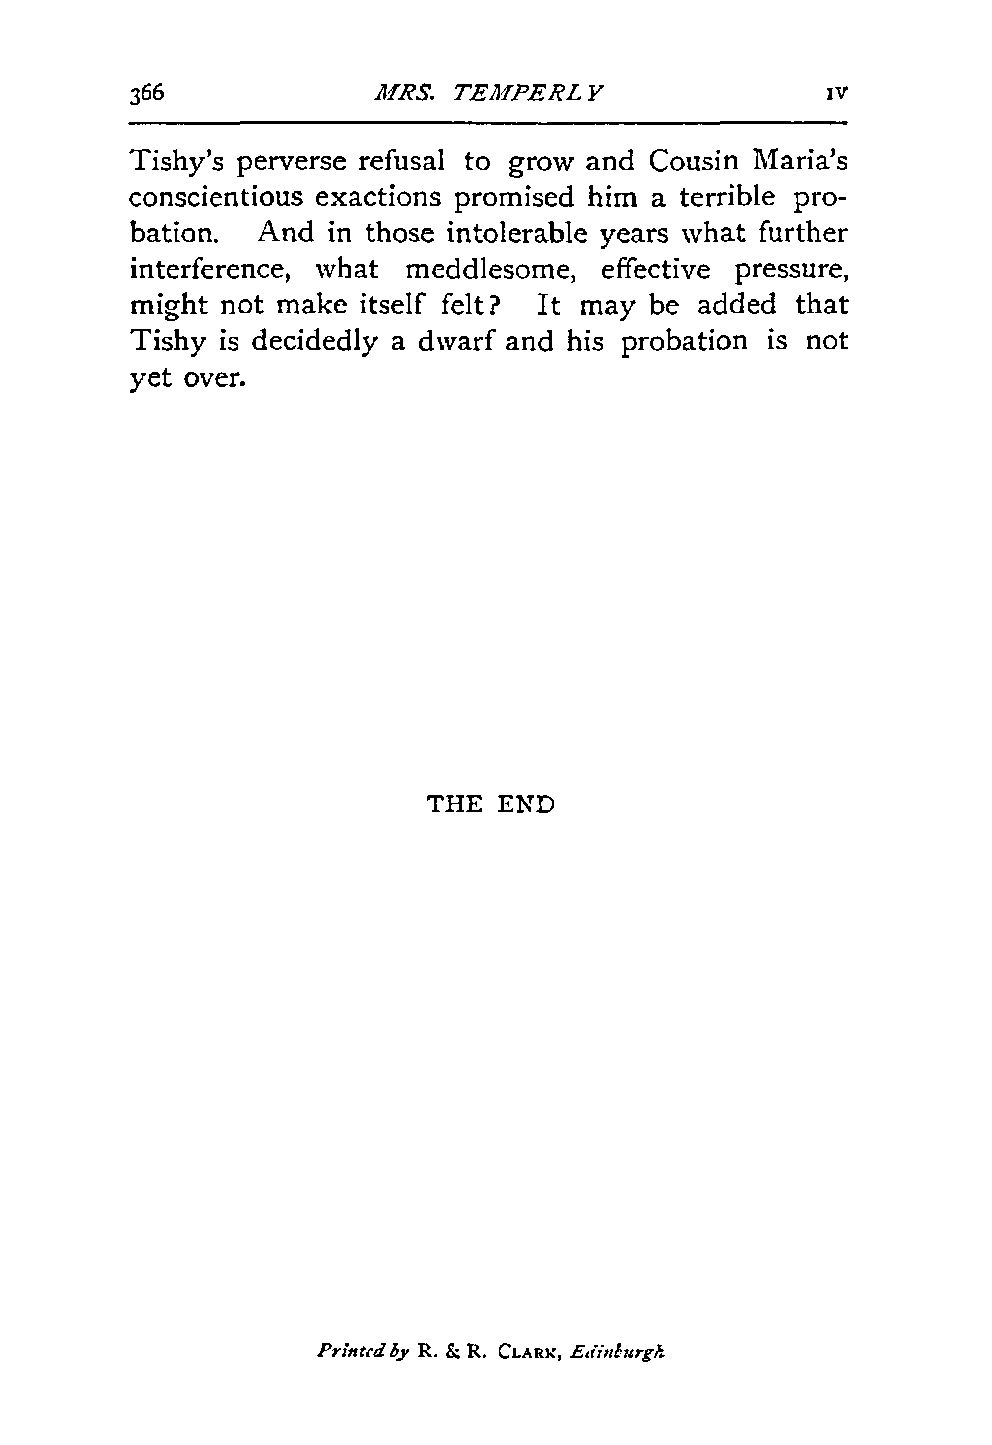 366 MRS. TEMPERLY IV
Tishy's perverse refusal to grow and Cousin Maria's
conscientious exactions promised him a terrible pro-
bation. And in those intolerable years what further
interference, what meddlesome, effective pressure,
might not make itself felt? It may be added that
Tishy is decidedly a dwarf and his probation is not
yet over.
THE END
Printed by R. & R. CLARK, Edinburgh